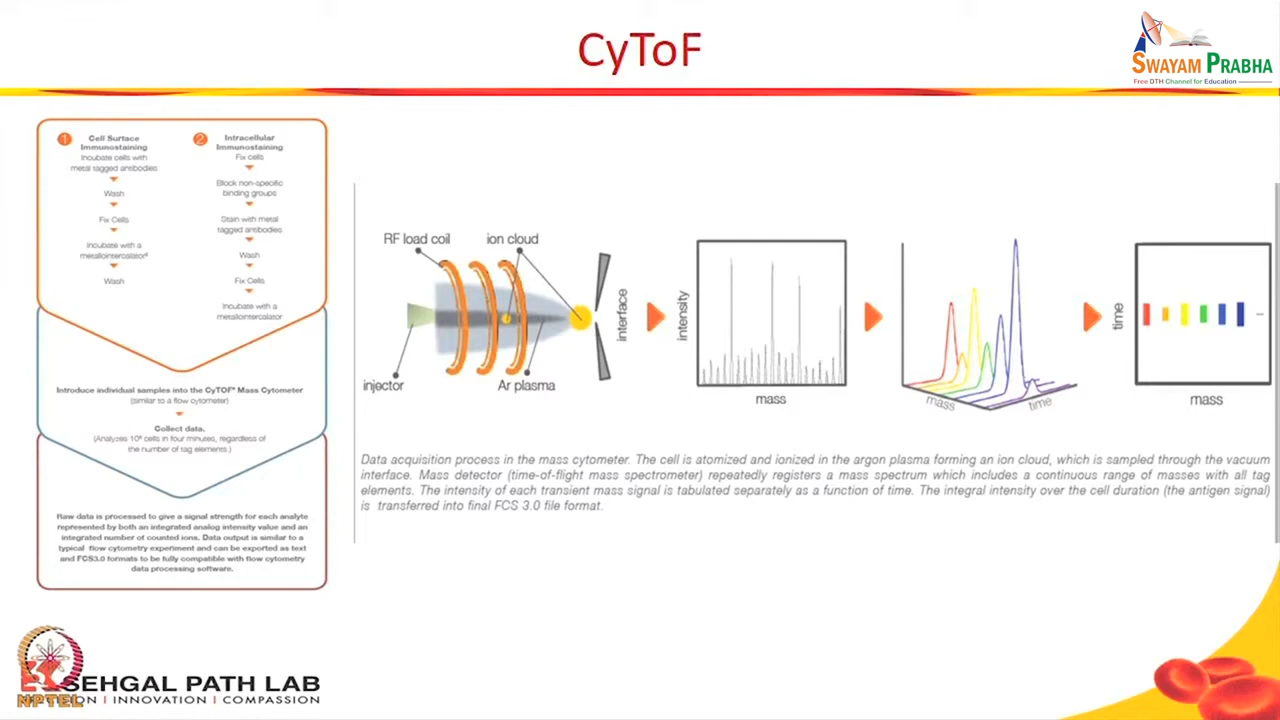 CyToF
SWAYAM PRABHA
Free DTH Channel for Education
1
Cell Surface
Immunostaining
Incubate cells with
metal tagged antibodies
Wash
Fix Cells
Incubate with a
metallointercalator
Wash
2
Intracellular
Immunostaining
Fix cells
Block non-specific
binding groups
Stain with metal
tagged antibodies
Wash
Fix Cells
Incubate with a
metallointercalator
Introduce individual samples into the CyTOF® Mass Cytometer
(similar to a flow cytometer)
Collect data.
(Analyzes 10⁶ cells in four minutes, regardless of
the number of tag elements.)
Raw data is processed to give a signal strength for each analyte
represented by both an integrated analog intensity value and an
integrated number of counted ions. Data output is similar to a
typical flow cytometry experiment and can be exported as text
and FCS3.0 formats to be fully compatible with flow cytometry
data processing software.
RF load coil
ion cloud
injector
Ar plasma
interface
intensity
mass
mass
time
time
mass
Data acquisition process in the mass cytometer. The cell is atomized and ionized in the argon plasma forming an ion cloud, which is sampled through the vacuum
interface. Mass detector (time-of-flight mass spectrometer) repeatedly registers a mass spectrum which includes a continuous range of masses with all tag
elements. The intensity of each transient mass signal is tabulated separately as a function of time. The integral intensity over the cell duration (the antigen signal)
is transferred into final FCS 3.0 file format.
SEHGAL PATH LAB
INNOVATION | COMPASSION
NPTEL